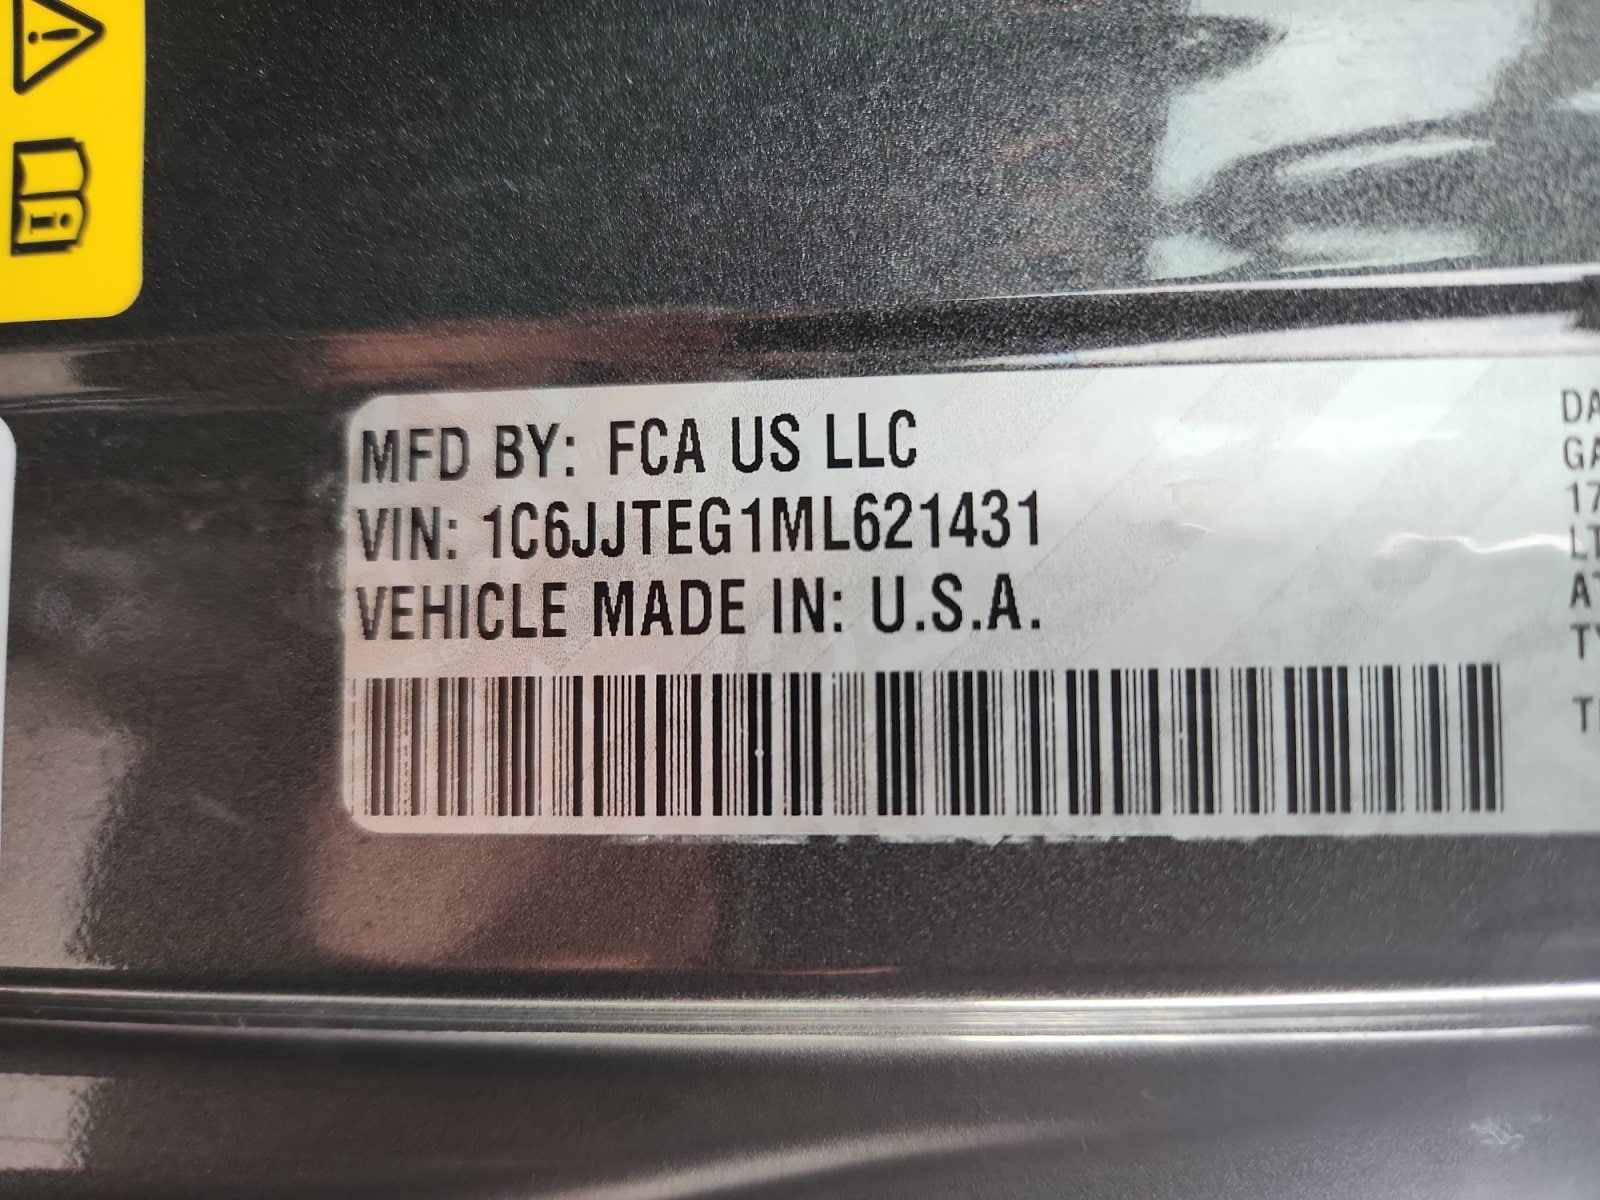 MFD BY: FCA US LLC
VIN: 1C6JJTEG1ML621431
VEHICLE MADE IN: U.S.A.